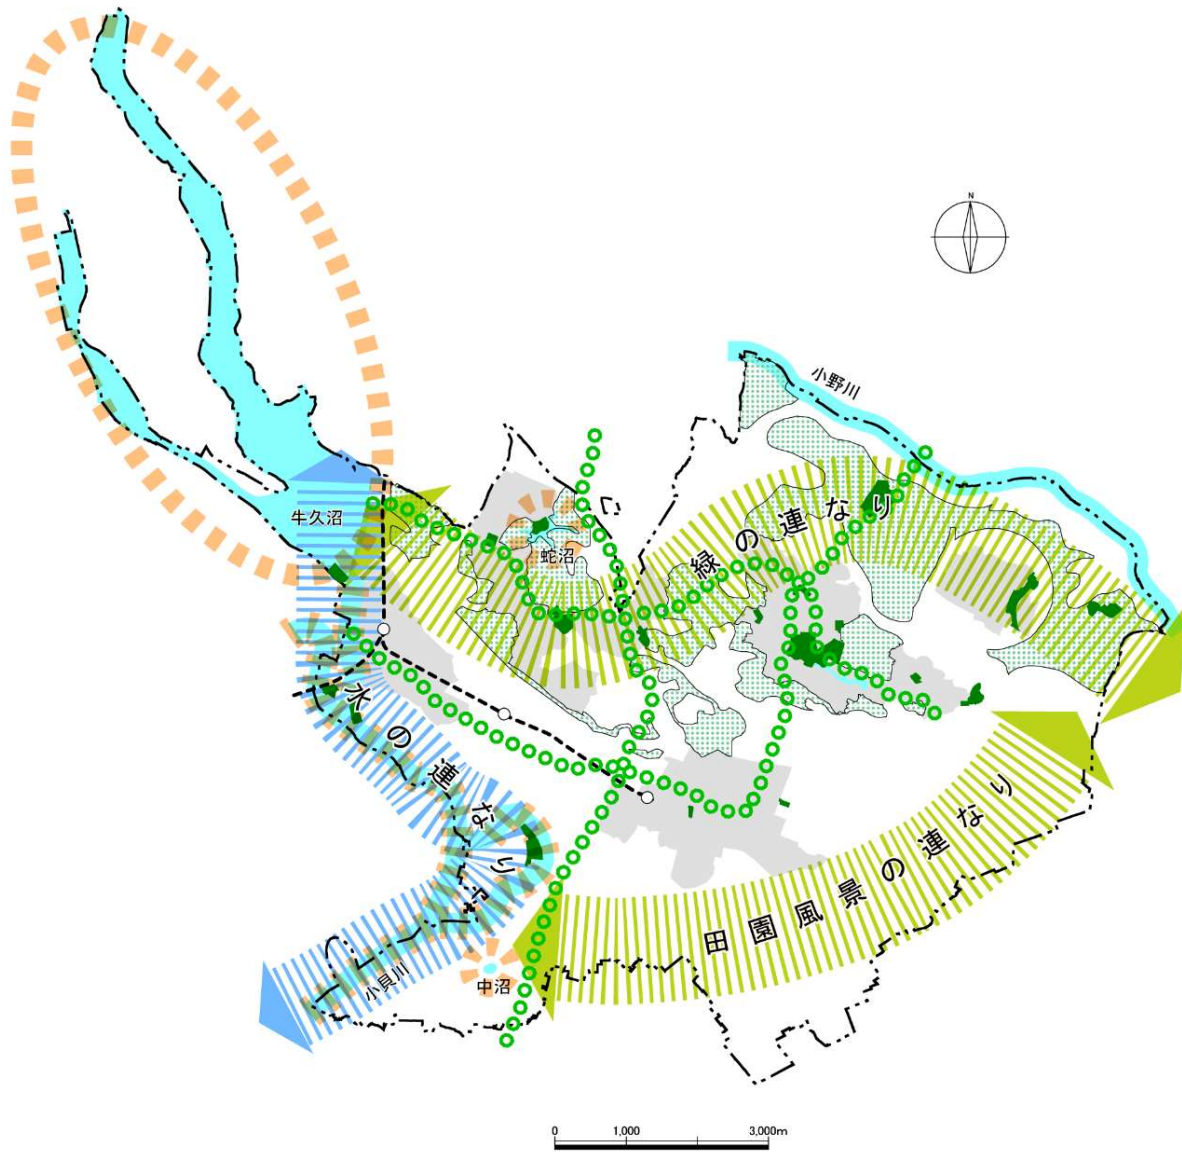 N
小野川
牛久沼
蛇沼
緑の連なり
水の連なり
田園風景の連なり
小貝川
中沼
0 1,000 3,000m